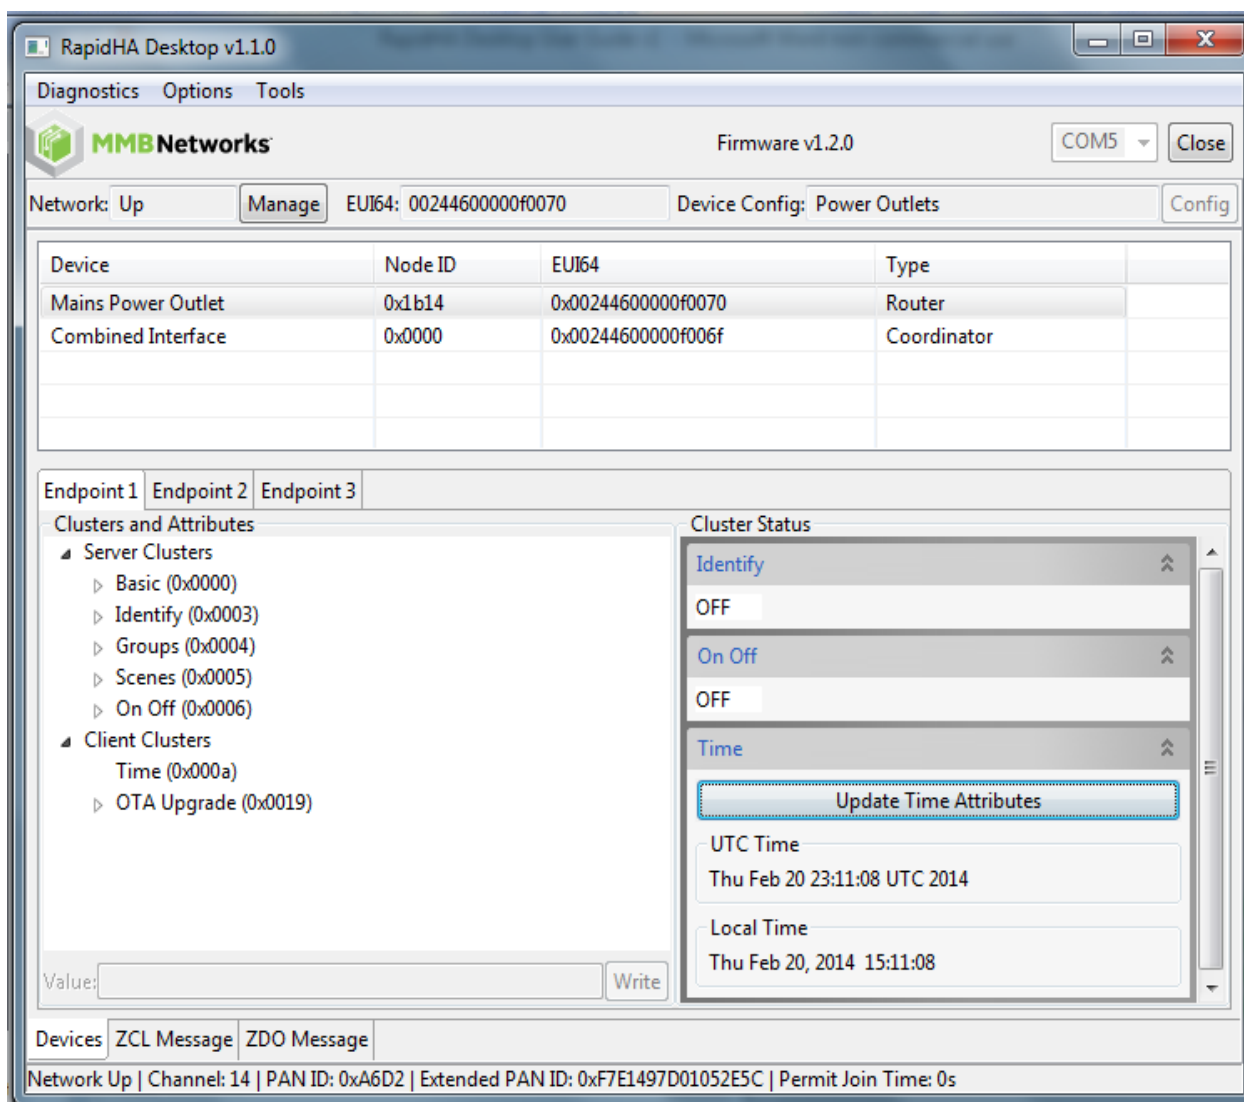 RapidHA Desktop v1.1.0
Diagnostics Options Tools
MMBNetworks Firmware v1.2.0 COM5 Close
Network: Up Manage EUI64: 00244600000f0070 Device Config: Power Outlets Config
Device Node ID EUI64 Type
Mains Power Outlet 0x1b14 0x00244600000f0070 Router
Combined Interface 0x0000 0x00244600000f006f Coordinator
Endpoint 1 Endpoint 2 Endpoint 3
Clusters and Attributes
Server Clusters
Basic (0x0000)
Identify (0x0003)
Groups (0x0004)
Scenes (0x0005)
On Off (0x0006)
Client Clusters
Time (0x000a)
OTA Upgrade (0x0019)
Value: Write
Cluster Status
Identify
OFF
On Off
OFF
Time
Update Time Attributes
UTC Time
Thu Feb 20 23:11:08 UTC 2014
Local Time
Thu Feb 20, 2014 15:11:08
Devices ZCL Message ZDO Message
Network Up | Channel: 14 | PAN ID: 0xA6D2 | Extended PAN ID: 0xF7E1497D01052E5C | Permit Join Time: 0s